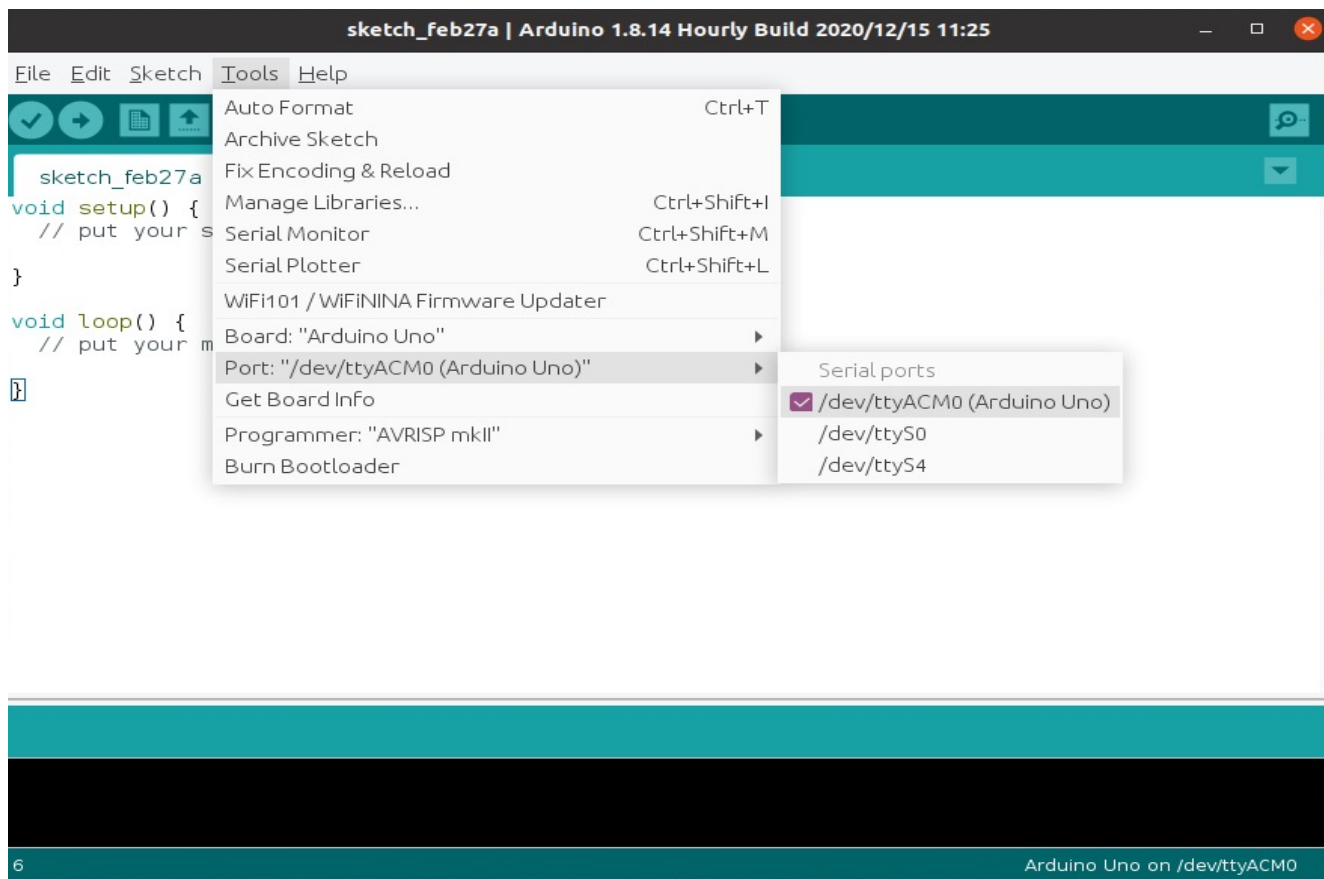 sketch_feb27a | Arduino 1.8.14 Hourly Build 2020/12/15 11:25
File Edit Sketch Tools Help
Auto Format Ctrl+T
Archive Sketch
Fix Encoding & Reload
Manage Libraries... Ctrl+Shift+I
Serial Monitor Ctrl+Shift+M
Serial Plotter Ctrl+Shift+L
WiFi101 / WiFiNINA Firmware Updater
Board: "Arduino Uno"
Port: "/dev/ttyACM0 (Arduino Uno)"
Get Board Info
Programmer: "AVRISP mkII"
Burn Bootloader
Serial ports
/dev/ttyACM0 (Arduino Uno)
/dev/ttyS0
/dev/ttyS4
sketch_feb27a
void setup() {
// put your s
}
void loop() {
// put your m
}
6
Arduino Uno on /dev/ttyACM0